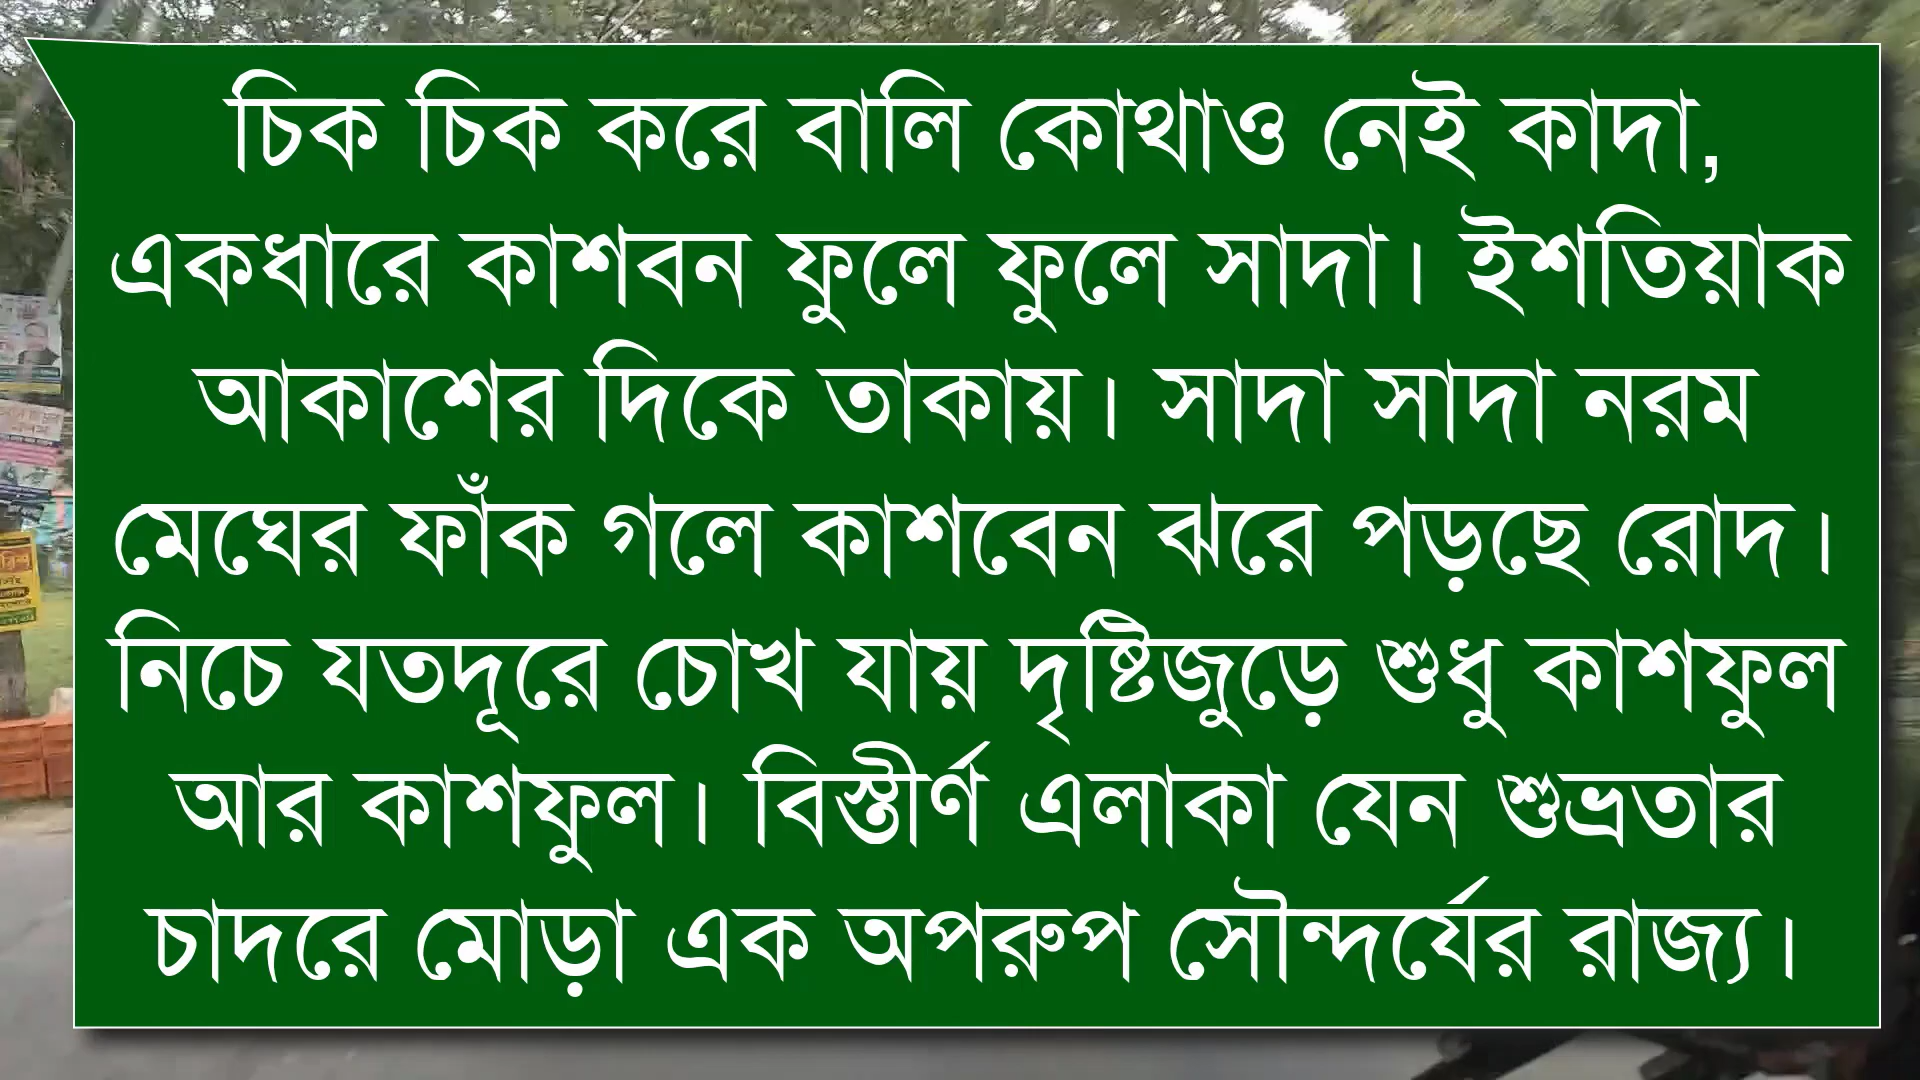 চিক চিক করে বালি কোথাও নেই কাদা,
একধারে কাশবন ফুলে ফুলে সাদা। ইশতিয়াক
আকাশের দিকে তাকায়। সাদা সাদা নরম
মেঘের ফাঁক গলে কাশবেন ঝরে পড়ছে রোদ।
নিচে যতদূরে চোখ যায় দৃষ্টিজুড়ে শুধু কাশফুল
আর কাশফুল। বিস্তীর্ণ এলাকা যেন শুভ্রতার
চাদরে মোড়া এক অপরুপ সৌন্দর্যের রাজ্য।